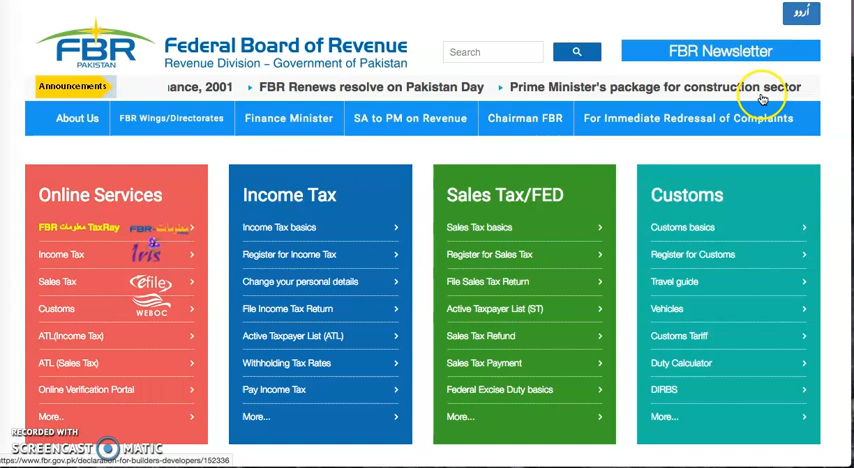 اُردو
FBR
PAKISTAN
Federal Board of Revenue
Revenue Division - Government of Pakistan
Search
FBR Newsletter
Announcements
nance, 2001 FBR Renews resolve on Pakistan Day Prime Minister's package for construction sector
About Us FBR Wings/Directorates Finance Minister SA to PM on Revenue Chairman FBR For Immediate Redressal of Complaints
Online Services
FBR معلومات TaxRay
FBR معلومات
Income Tax
Iris
Sales Tax
efile
Customs
WEBOC
ATL(Income Tax)
ATL (Sales Tax)
Online Verification Portal
More..
Income Tax
Income Tax basics
Register for Income Tax
Change your personal details
File Income Tax Return
Active Taxpayer List (ATL)
Withholding Tax Rates
Pay Income Tax
More...
Sales Tax/FED
Sales Tax basics
Register for Sales Tax
File Sales Tax Return
Active Taxpayer List (ST)
Sales Tax Refund
Sales Tax Payment
Federal Excise Duty basics
More...
Customs
Customs basics
Register for Customs
Travel guide
Vehicles
Customs Tariff
Duty Calculator
DIRBS
More...
RECORDED WITH
SCREENCAST MATIC
https://www.fbr.gov.pk/declaration-for-builders-developers/152336